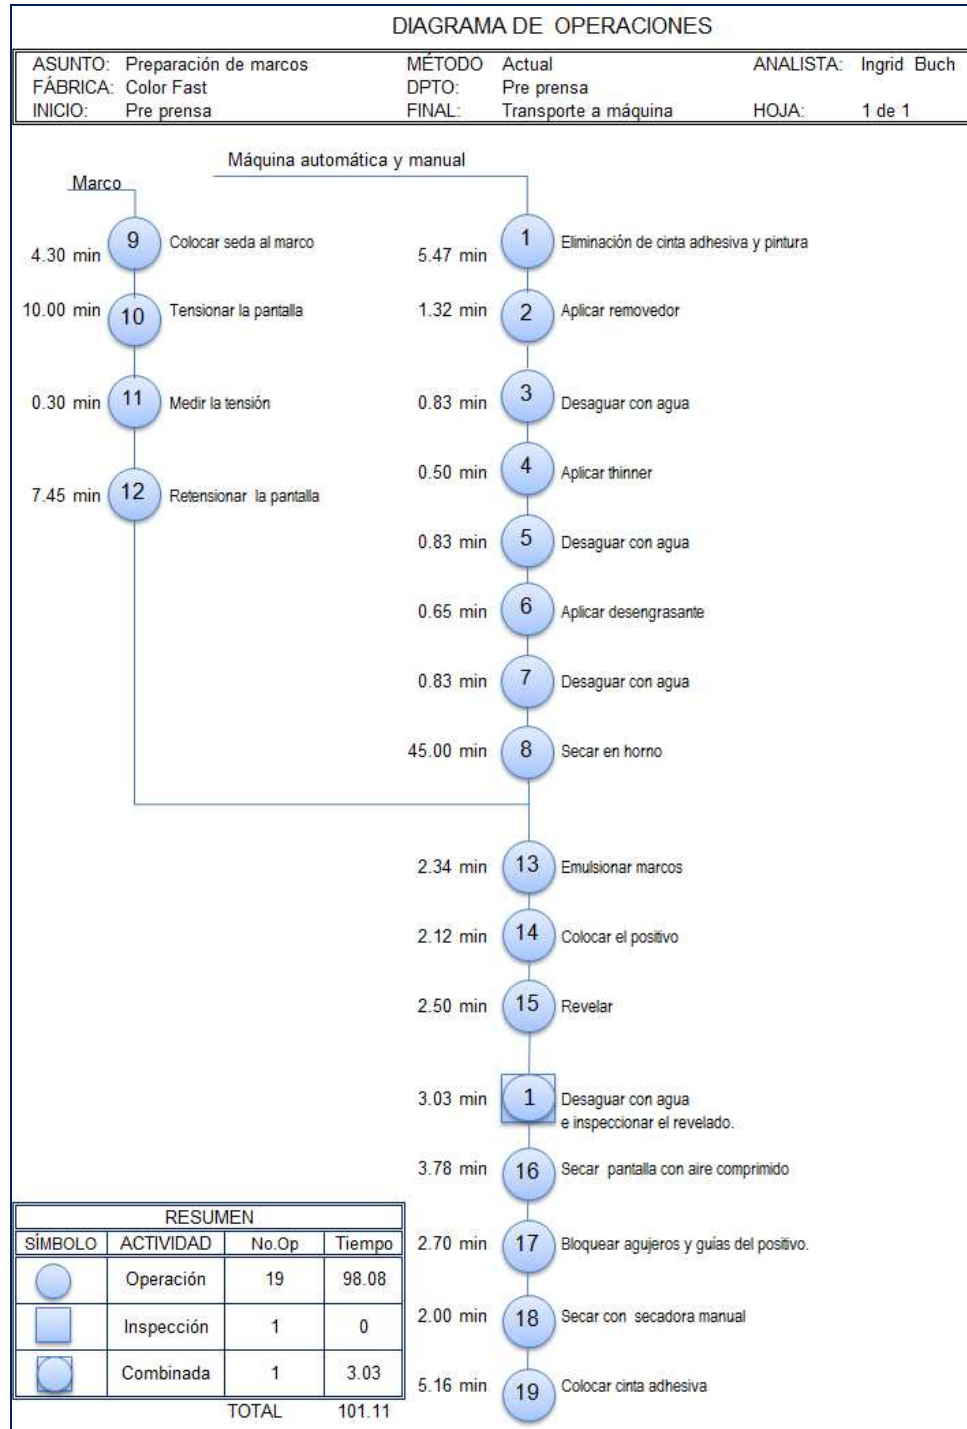 DIAGRAMA DE OPERACIONES
ASUNTO: Preparación de marcos MÉTODO Actual ANALISTA: Ingrid Buch
FÁBRICA: Color Fast DPTO: Pre prensa
INICIO: Pre prensa FINAL: Transporte a máquina HOJA: 1 de 1
Máquina automática y manual
Marco
4.30 min 9 Colocar seda al marco
10.00 min 10 Tensionar la pantalla
0.30 min 11 Medir la tensión
7.45 min 12 Retensionar la pantalla
5.47 min 1 Eliminación de cinta adhesiva y pintura
1.32 min 2 Aplicar removedor
0.83 min 3 Desaguar con agua
0.50 min 4 Aplicar thinner
0.83 min 5 Desaguar con agua
0.65 min 6 Aplicar desengrasante
0.83 min 7 Desaguar con agua
45.00 min 8 Secar en horno
2.34 min 13 Emulsionar marcos
2.12 min 14 Colocar el positivo
2.50 min 15 Revelar
3.03 min 1 Desaguar con agua
e inspeccionar el revelado.
3.78 min 16 Secar pantalla con aire comprimido
2.70 min 17 Bloquear agujeros y guías del positivo.
2.00 min 18 Secar con secadora manual
5.16 min 19 Colocar cinta adhesiva
RESUMEN
SÍMBOLO ACTIVIDAD No.Op Tiempo
Operación 19 98.08
Inspección 1 0
Combinada 1 3.03
TOTAL 101.11